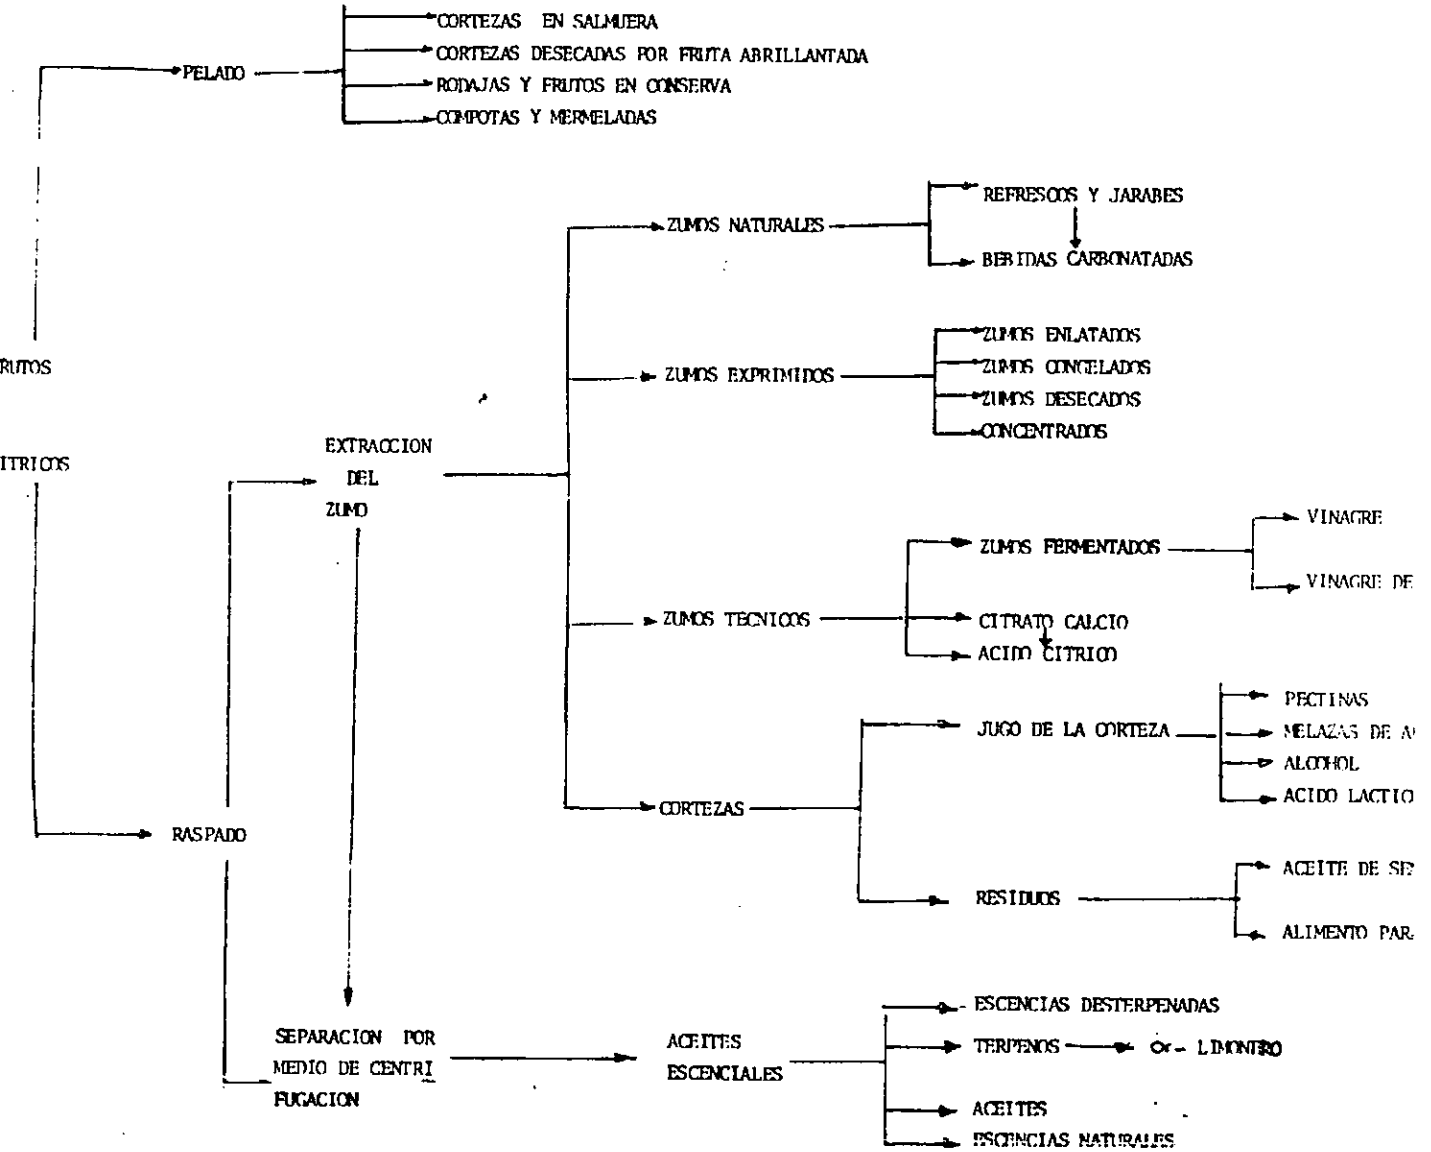 CORTEZAS EN SALMUERA
CORTEZAS DESECADAS POR FRUTA ABRILLANTADA
PELADO
RODAJAS Y FRUTOS EN CONSERVA
COMPOTAS Y MERMELADAS
REFRESCOS Y JARABES
ZUMOS NATURALES
BEBIDAS CARBONATADAS
ZUMOS ENLATADOS
RUTOS
ZUMOS CONGELADOS
ZUMOS EXPRIMIDOS
ZUMOS DESECADOS
CONCENTRADOS
EXTRACCION
DEL
ZUMO
ITRICOS
VINAGRE
ZUMOS FERMENTADOS
VINAGRE DE
ZUMOS TECNICOS
CITRATO CALCIO
ACIDO CITRICO
PECTINAS
JUGO DE LA CORTEZA
MELAZAS DE
ALCOHOL
ACIDO LACTICO
CORTEZAS
RASPADO
ACEITE DE
RESIDUOS
ALIMENTO PAR
ESCENCIAS DESTERPENADAS
SEPARACION POR
MEDIO DE CENTRI
FUGACION
ACEITES
ESCENCIALES
TERPENOS
ACEITES
ESCENCIAS NATURALES